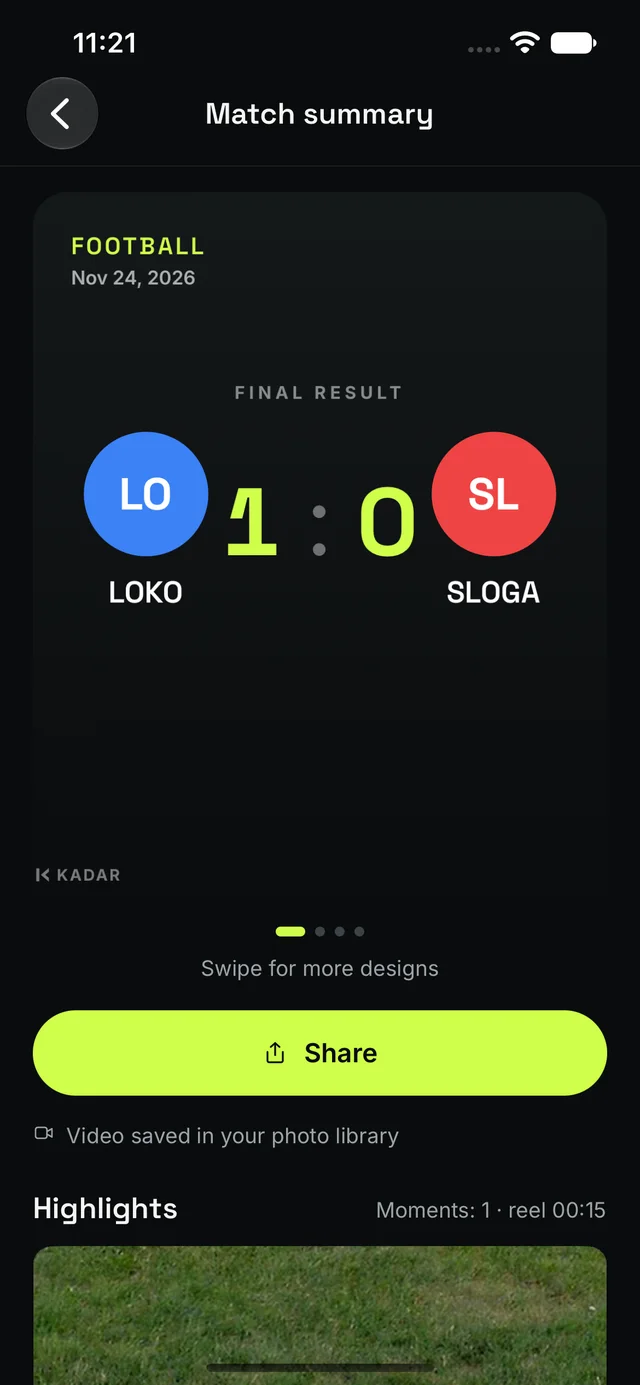 11:21
Match summary
FOOTBALL
Nov 24, 2026
FINAL RESULT
LO
1 : 0
SL
LOKO
SLOGA
KADAR
Swipe for more designs
Share
Video saved in your photo library
Highlights
Moments: 1 · reel 00:15